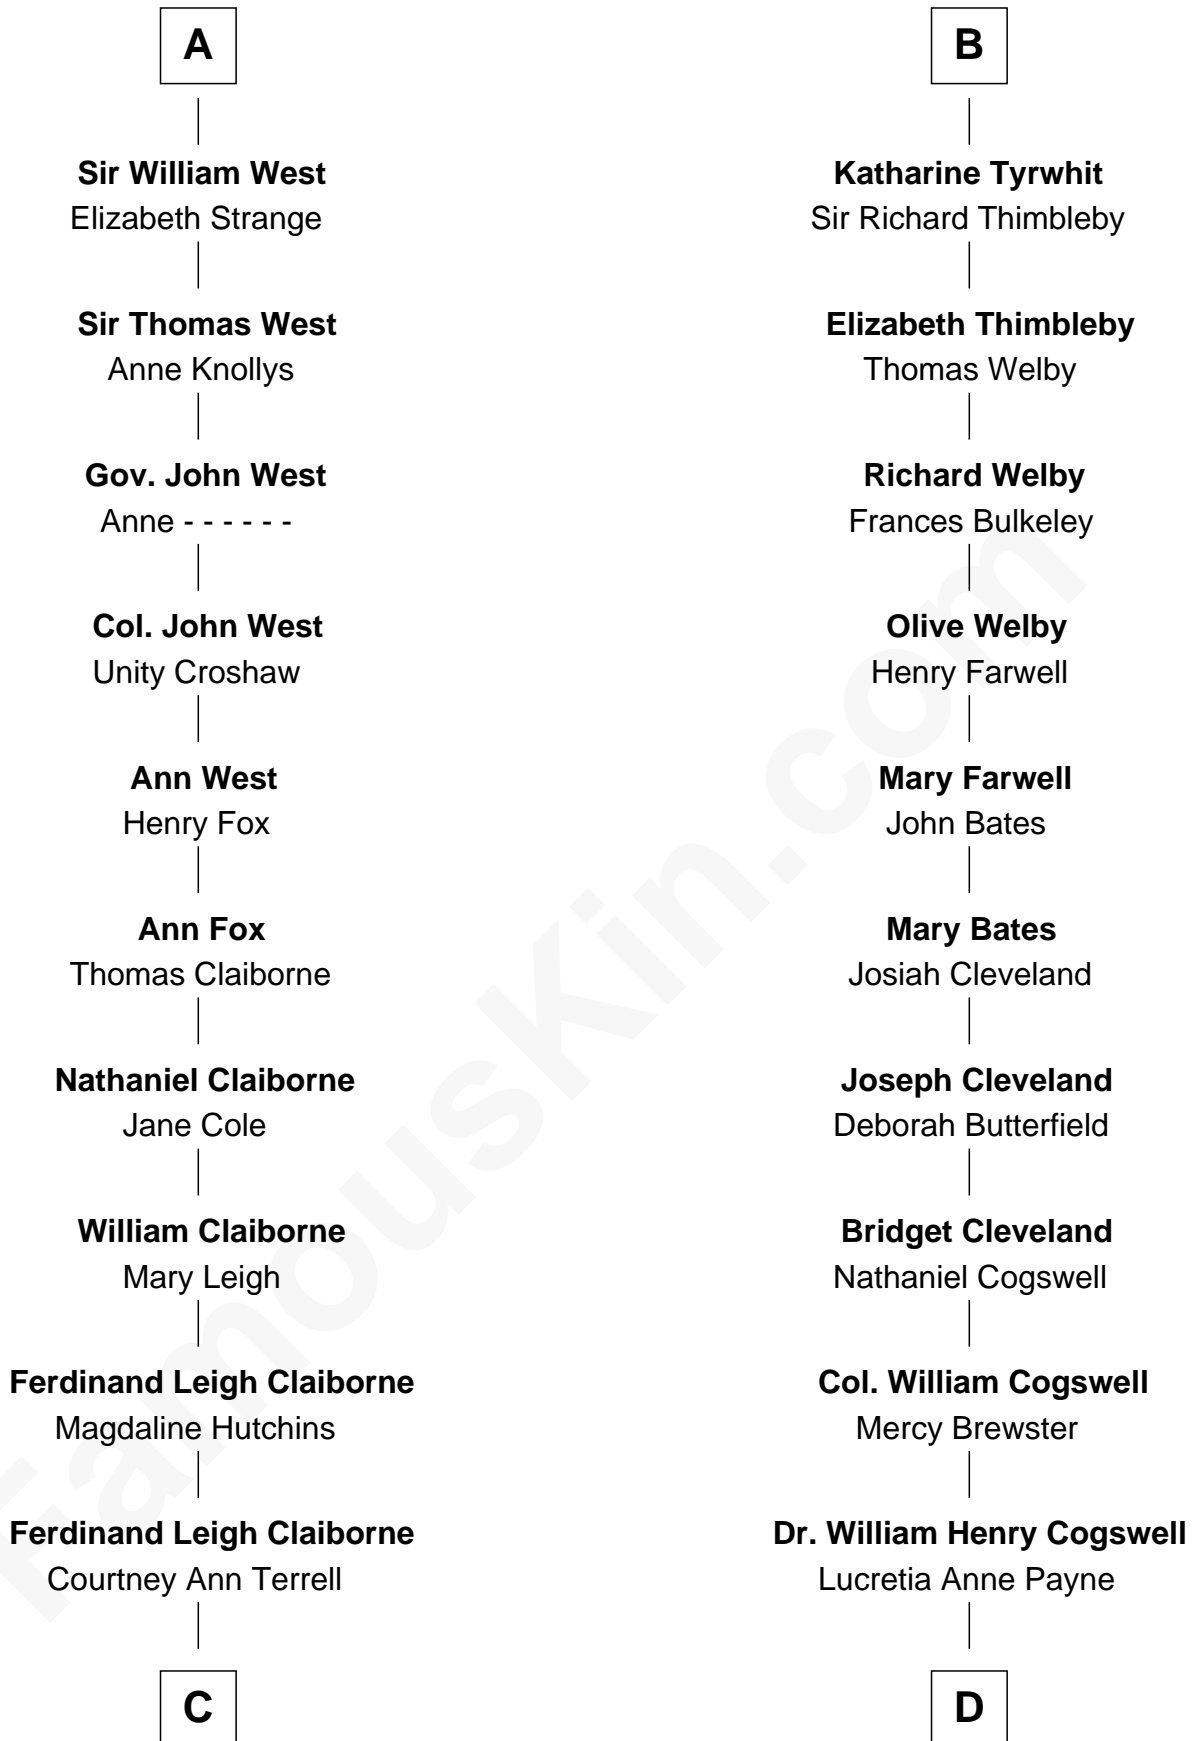 A
Sir William West
Elizabeth Strange
Sir Thomas West
Anne Knollys
Gov. John West
Anne - - - - - -
Col. John West
Unity Croshaw
Ann West
Henry Fox
Ann Fox
Thomas Claiborne
Nathaniel Claiborne
Jane Cole
William Claiborne
Mary Leigh
Ferdinand Leigh Claiborne
Magdaline Hutchins
Ferdinand Leigh Claiborne
Courtney Ann Terrell
C
B
Katharine Tyrwhit
Sir Richard Thimbleby
Elizabeth Thimbleby
Thomas Welby
Richard Welby
Frances Bulkeley
Olive Welby
Henry Farwell
Mary Farwell
John Bates
Mary Bates
Josiah Cleveland
Joseph Cleveland
Deborah Butterfield
Bridget Cleveland
Nathaniel Cogswell
Col. William Cogswell
Mercy Brewster
Dr. William Henry Cogswell
Lucretia Anne Payne
D
FamousKin.com